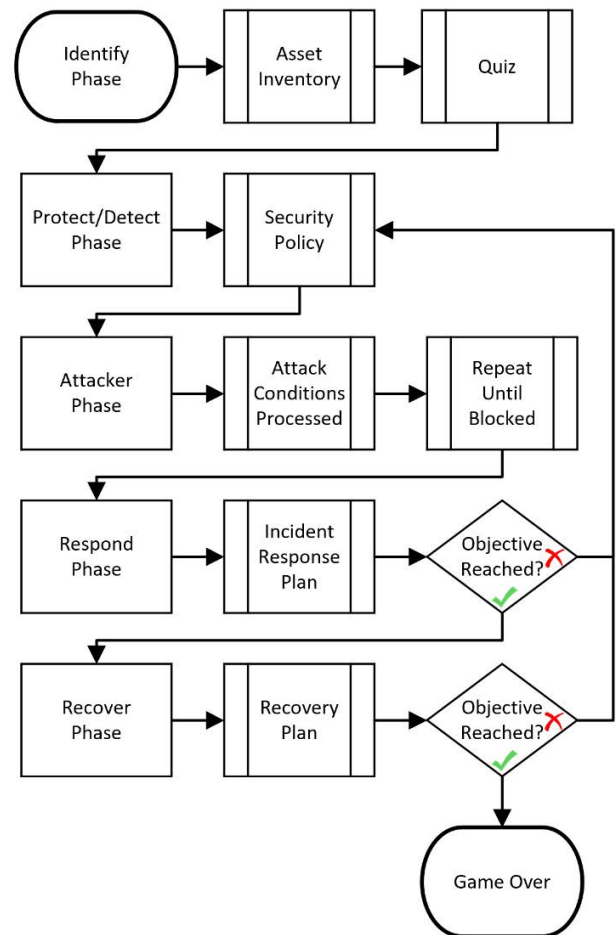 Identify
Phase
Asset
Inventory
Quiz
Protect/Detect
Phase
Security
Policy
Attacker
Phase
Attack
Conditions
Processed
Repeat
Until
Blocked
Respond
Phase
Incident
Response
Plan
Objective
Reached?
Recover
Phase
Recovery
Plan
Objective
Reached?
Game Over